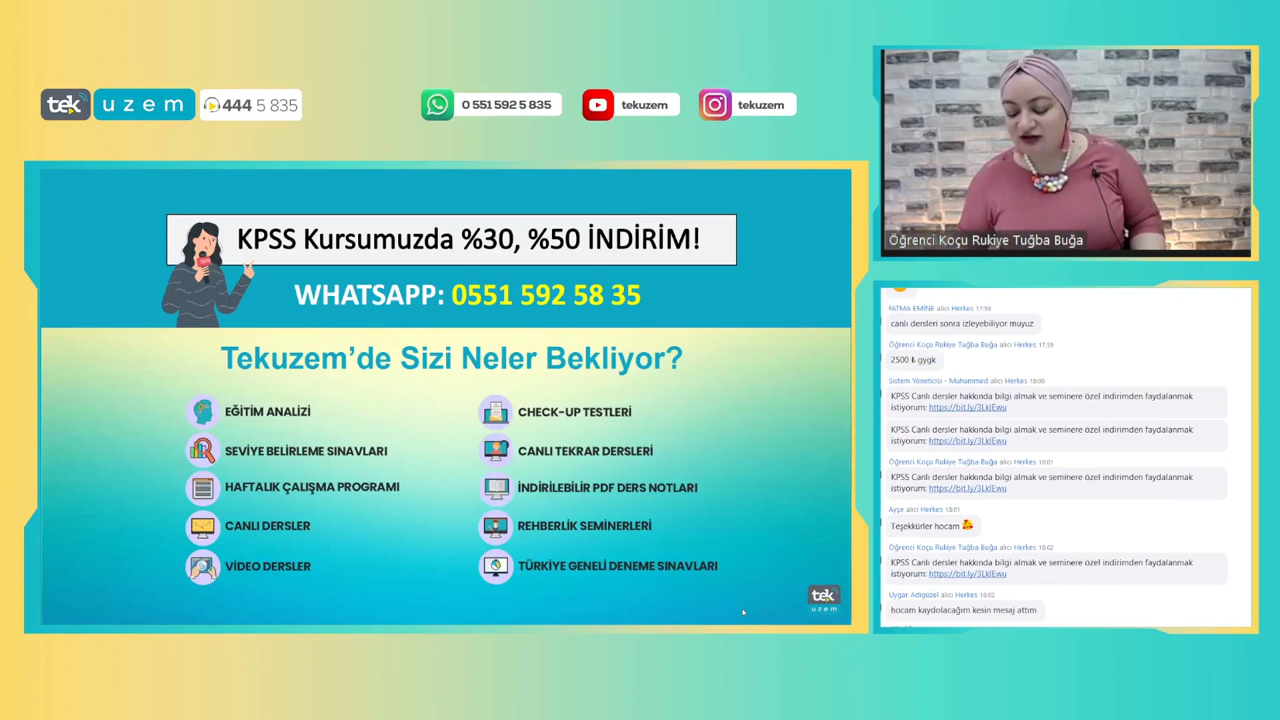 tek uzem 444 5 835
0 551 592 5 835
tekuzem
tekuzem
KPSS Kursumuzda %30, %50 İNDİRİM!
WHATSAPP: 0551 592 58 35
Tekuzem’de Sizi Neler Bekliyor?
EĞİTİM ANALİZİ
SEVİYE BELİRLEME SINAVLARI
HAFTALIK ÇALIŞMA PROGRAMI
CANLI DERSLER
VİDEO DERSLER
CHECK-UP TESTLERİ
CANLI TEKRAR DERSLERİ
İNDİRİLEBİLİR PDF DERS NOTLARI
REHBERLİK SEMİNERLERİ
TÜRKİYE GENELİ DENEME SINAVLARI
tek
uzem
Öğrenci Koçu Rukiye Tuğba Buğa
FATMA EMİNE alıcı Herkes 17:59
canlı dersleri sonra izleyebiliyor muyuz
Öğrenci Koçu Rukiye Tuğba Buğa alıcı Herkes 17:59
2500 ₺ gygk
Sistem Yöneticisi - Muhammed alıcı Herkes 18:00
KPSS Canlı dersler hakkında bilgi almak ve seminere özel indirimden faydalanmak
istiyorum: https://bit.ly/3LklEwu
KPSS Canlı dersler hakkında bilgi almak ve seminere özel indirimden faydalanmak
istiyorum: https://bit.ly/3LklEwu
Öğrenci Koçu Rukiye Tuğba Buğa alıcı Herkes 18:01
KPSS Canlı dersler hakkında bilgi almak ve seminere özel indirimden faydalanmak
istiyorum: https://bit.ly/3LklEwu
Ayşe alıcı Herkes 18:01
Teşekkürler hocam 🥰
Öğrenci Koçu Rukiye Tuğba Buğa alıcı Herkes 18:02
KPSS Canlı dersler hakkında bilgi almak ve seminere özel indirimden faydalanmak
istiyorum: https://bit.ly/3LklEwu
Uygar Adıgüzel alıcı Herkes 18:02
hocam kaydolacağım kesin mesaj attım